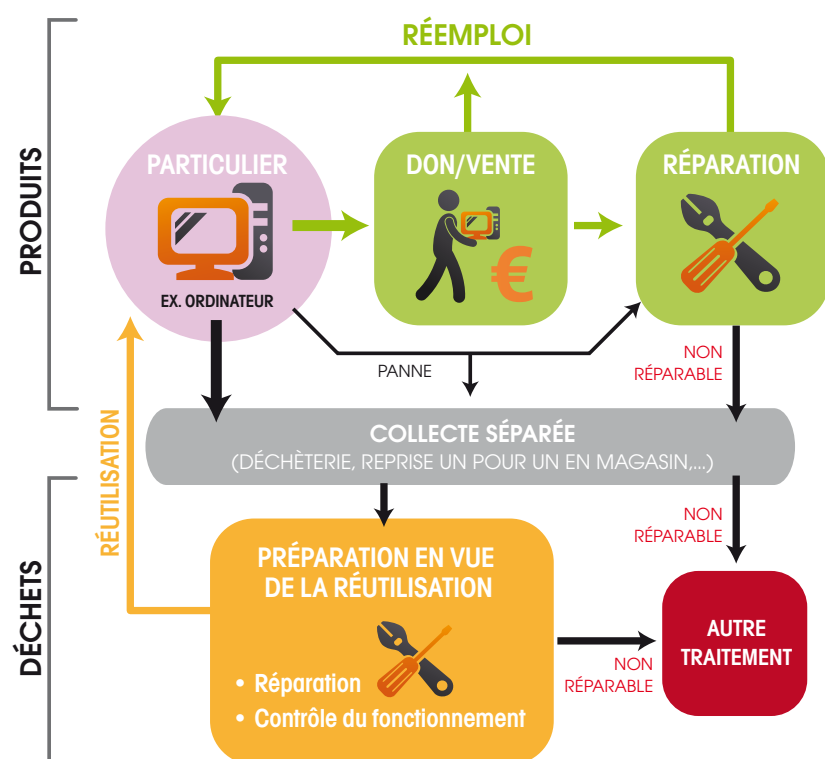 RÉEMPLOI
PRODUITS
PARTICULIER
EX. ORDINATEUR
DON/VENTE
€
RÉPARATION
PANNE
NON
RÉPARABLE
COLLECTE SÉPARÉE
(DÉCHÈTERIE, REPRISE UN POUR UN EN MAGASIN,...)
RÉUTILISATION
DÉCHETS
PRÉPARATION EN VUE
DE LA RÉUTILISATION
• Réparation
• Contrôle du fonctionnement
NON
RÉPARABLE
NON
RÉPARABLE
AUTRE
TRAITEMENT